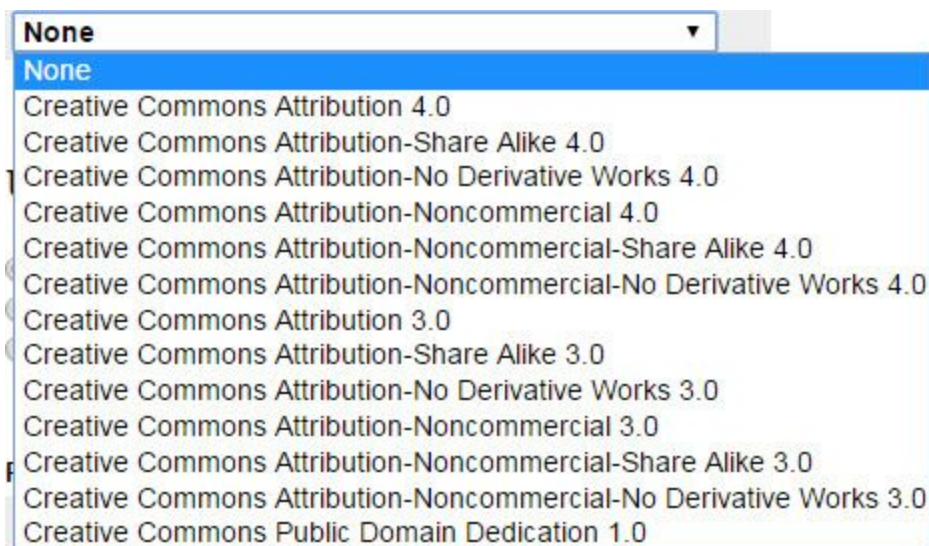 None
None
Creative Commons Attribution 4.0
Creative Commons Attribution-Share Alike 4.0
Creative Commons Attribution-No Derivative Works 4.0
Creative Commons Attribution-Noncommercial 4.0
Creative Commons Attribution-Noncommercial-Share Alike 4.0
Creative Commons Attribution-Noncommercial-No Derivative Works 4.0
Creative Commons Attribution 3.0
Creative Commons Attribution-Share Alike 3.0
Creative Commons Attribution-No Derivative Works 3.0
Creative Commons Attribution-Noncommercial 3.0
Creative Commons Attribution-Noncommercial-Share Alike 3.0
Creative Commons Attribution-Noncommercial-No Derivative Works 3.0
Creative Commons Public Domain Dedication 1.0